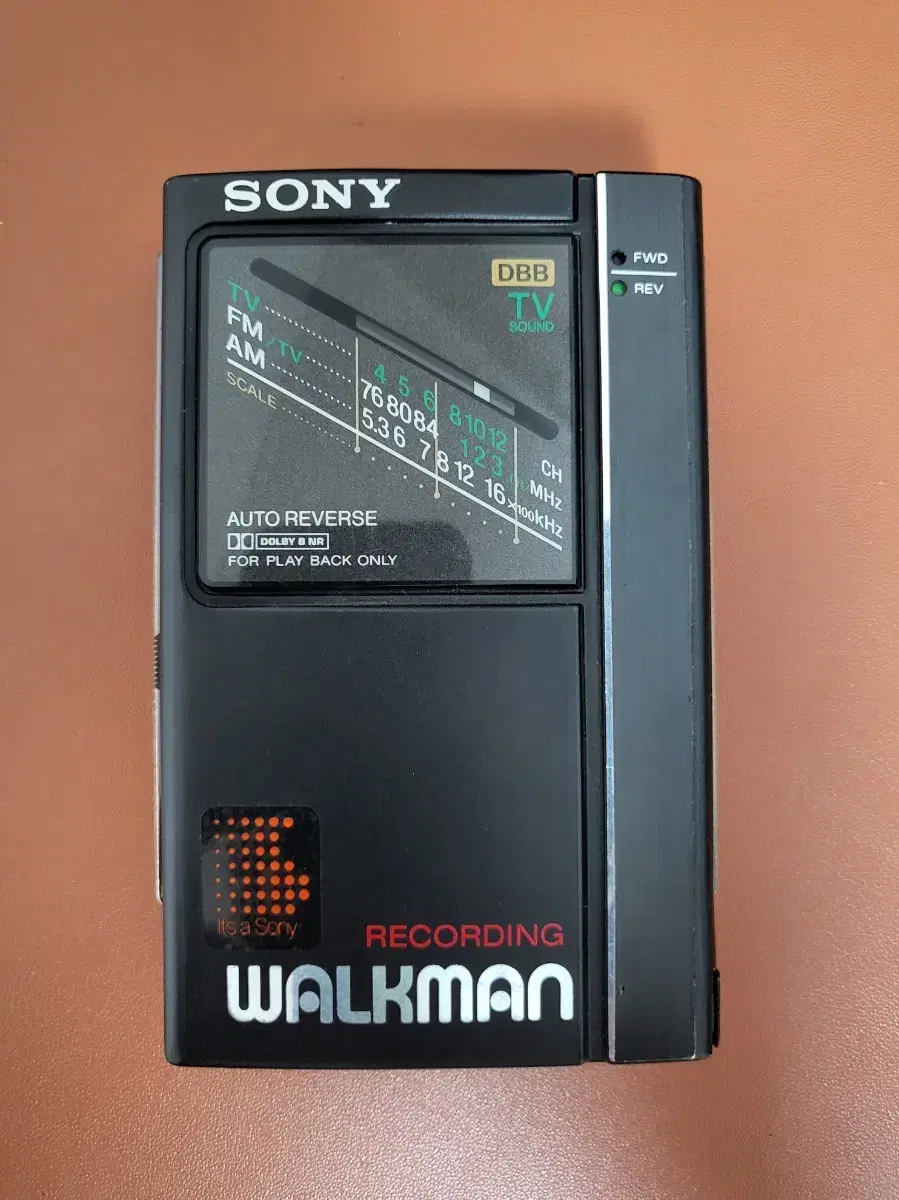 SONY
DBB
TV
SOUND
FWD
REV
TV
FM/TV
AM
SCALE
4 5 6 8 10 12 CH
76 80 84 1 2 3 MHz
5.3 6 7 8 12 16 ×100kHz
AUTO REVERSE
DOLBY B NR
FOR PLAY BACK ONLY
It's a Sony
RECORDING
WALKMAN